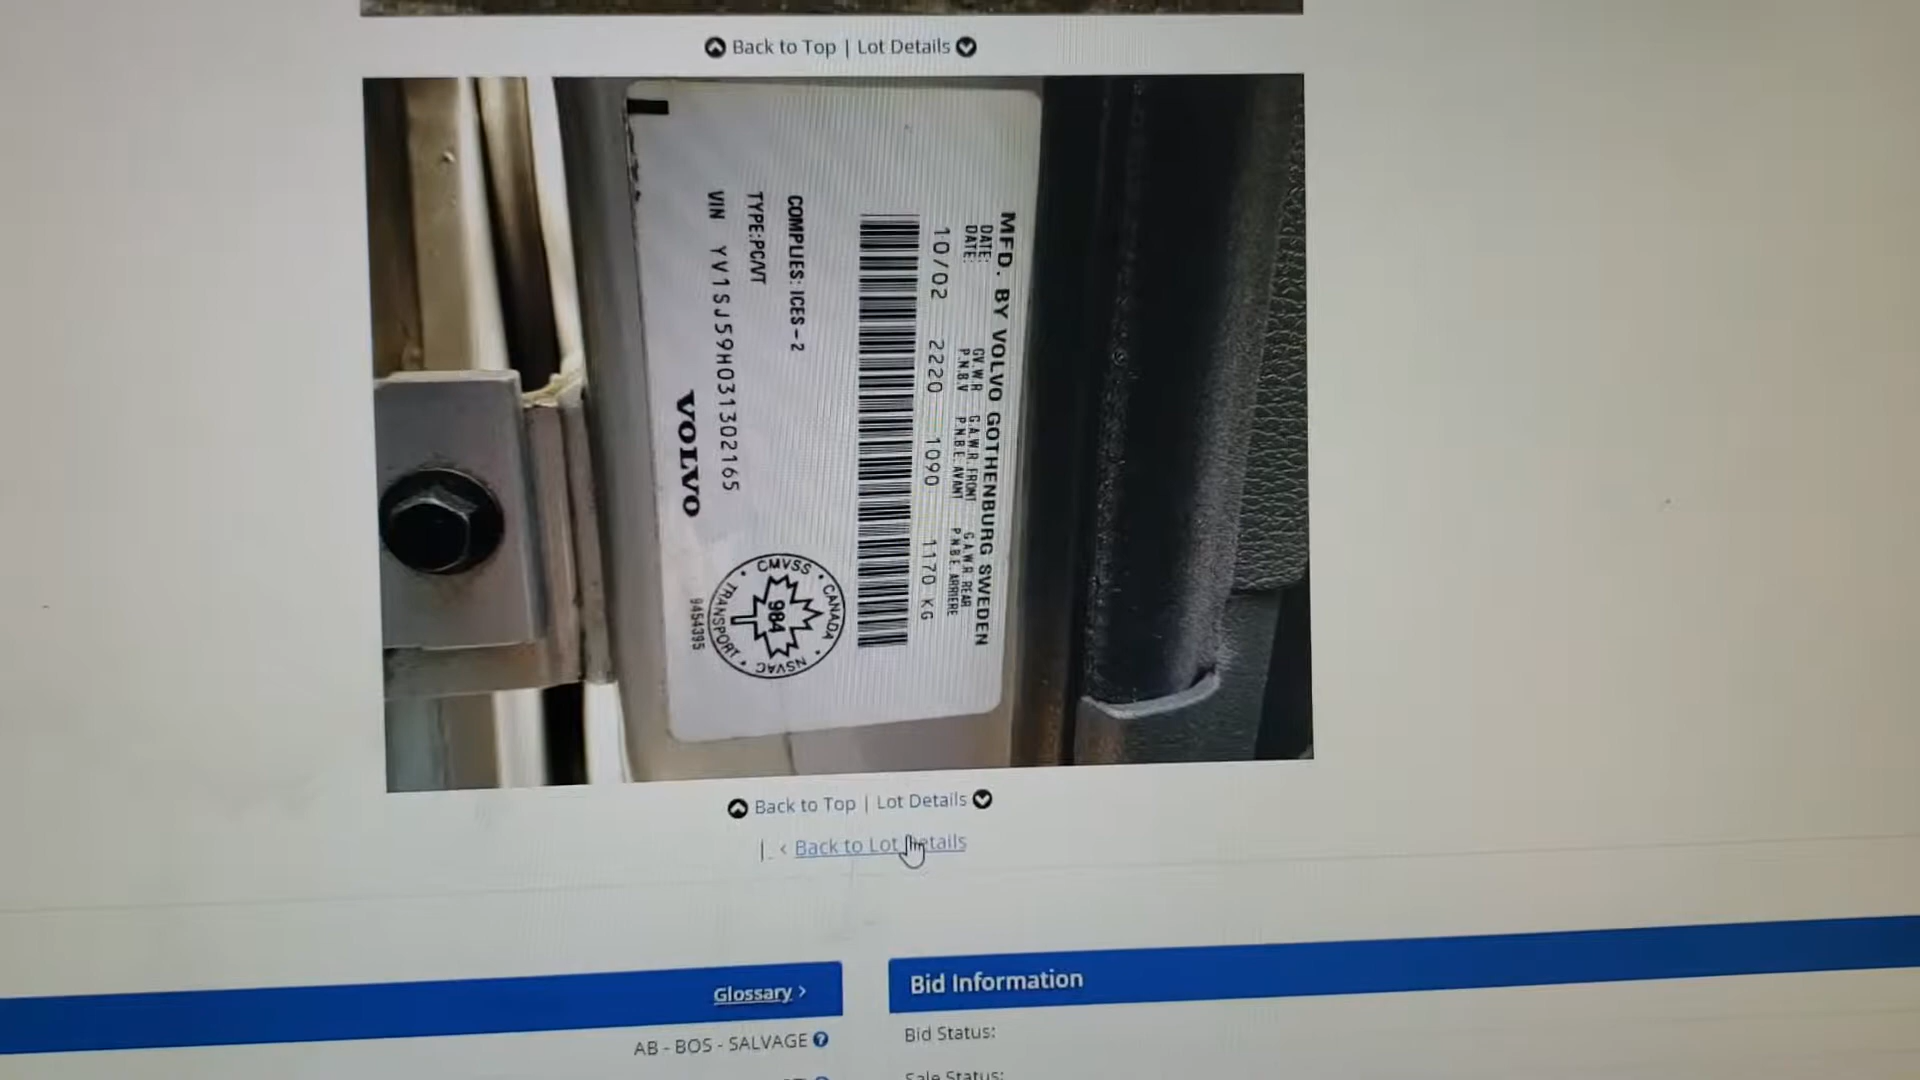 Back to Top | Lot Details
MFD. BY VOLVO GOTHENBURG SWEDEN
DATE: G.V.W.R G.A.W.R. FRONT G.A.W.R. REAR
DATE: P.N.B.V P.N.B.E. AVANT P.N.B.E. ARRIERE
10/02 2220 1090 1170 KG
COMPLIES: ICES-2
TYPE:PC/VT
VIN YV1SJ59H031302165
VOLVO
CMVSS • CANADA • NSVAC • TRANSPORT •
984
9454395
Back to Top | Lot Details
| < Back to Lot Details
Glossary >
Bid Information
AB - BOS - SALVAGE ?
Bid Status:
Sale Status: